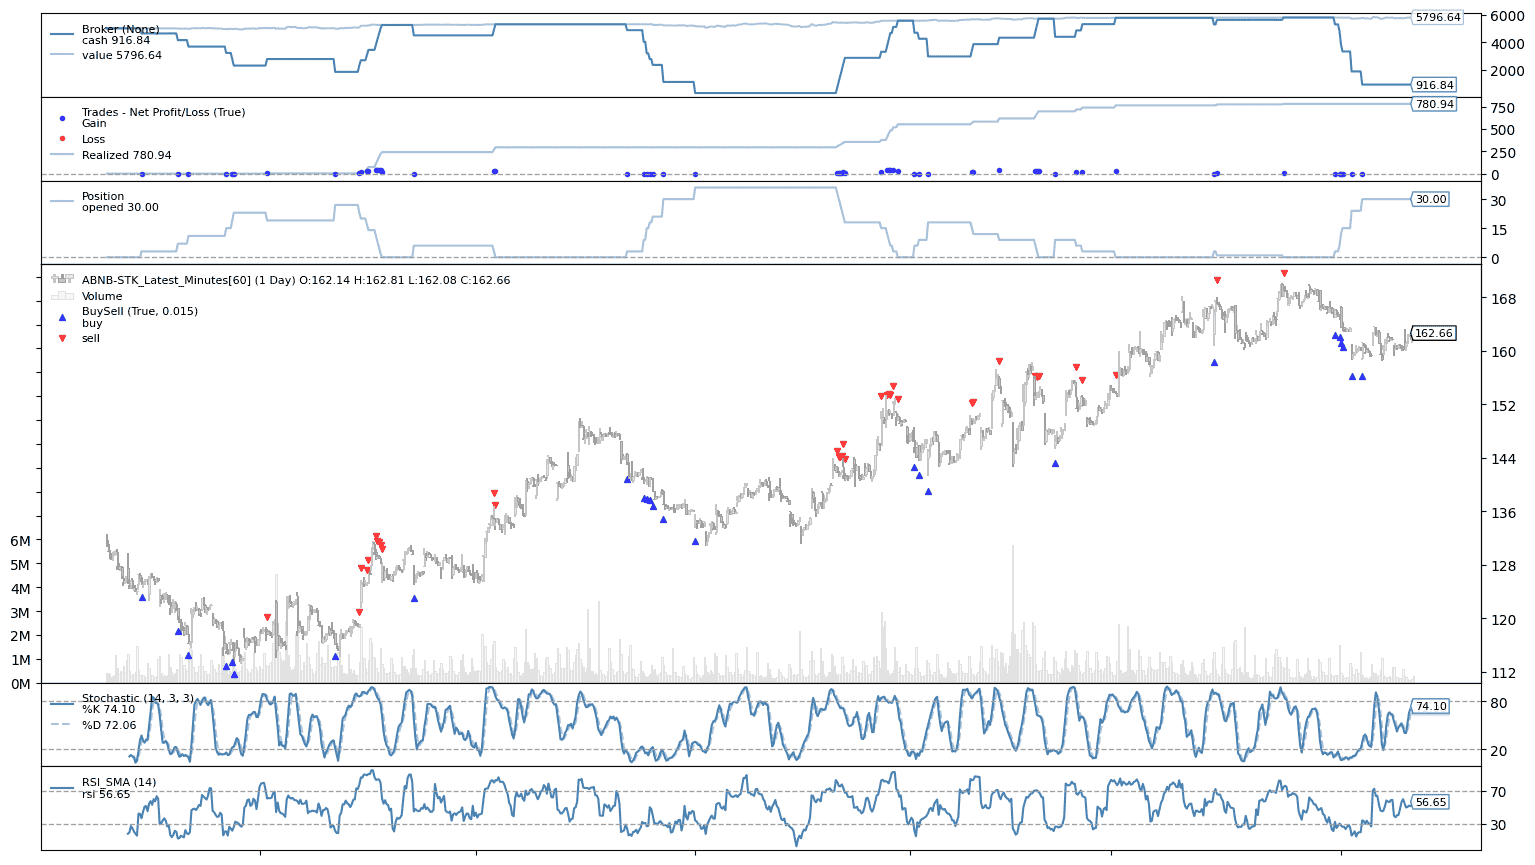 Broker (None)
cash 916.84
value 5796.64
5796.64
6000
4000
2000
916.84
Trades - Net Profit/Loss (True)
Gain
Loss
Realized 780.94
780.94
750
500
250
0
Position
opened 30.00
30.00
30
15
0
ABNB-STK_Latest_Minutes[60] (1 Day) O:162.14 H:162.81 L:162.08 C:162.66
Volume
BuySell (True, 0.015)
buy
sell
168
162.66
160
152
144
136
128
120
112
6M
5M
4M
3M
2M
1M
0M
Stochastic (14, 3, 3)
%K 74.10
%D 72.06
80
74.10
20
RSI_SMA (14)
rsi 56.65
70
56.65
30